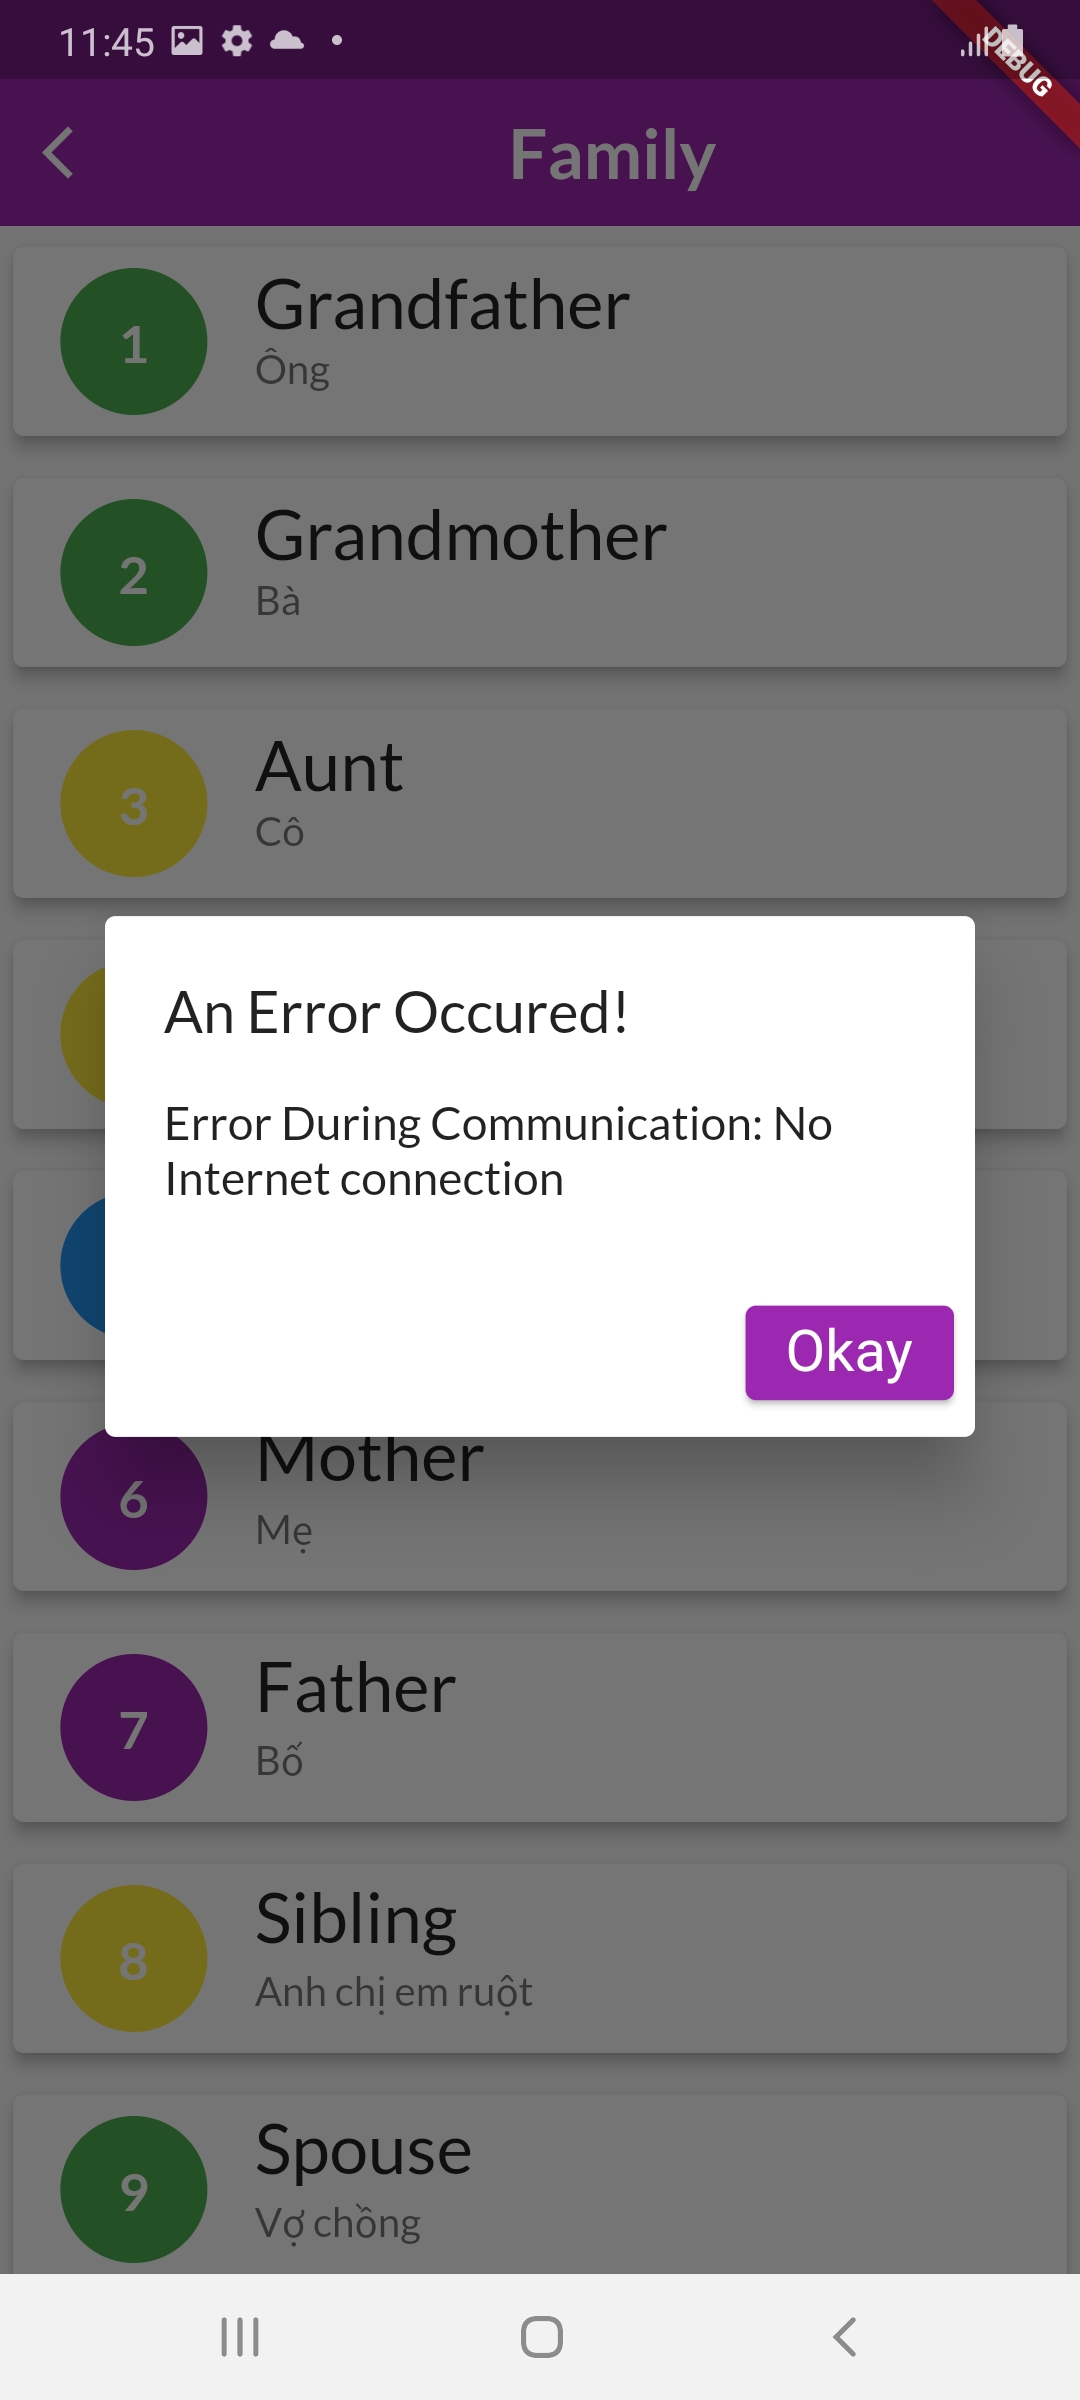 11:45
DEBUG
Family
1
Grandfather
Ông
2
Grandmother
Bà
3
Aunt
Cô
An Error Occured!
Error During Communication: No
Internet connection
Okay
Mother
6
Mẹ
Father
7
Bố
Sibling
8
Anh chị em ruột
Spouse
9
Vợ chồng